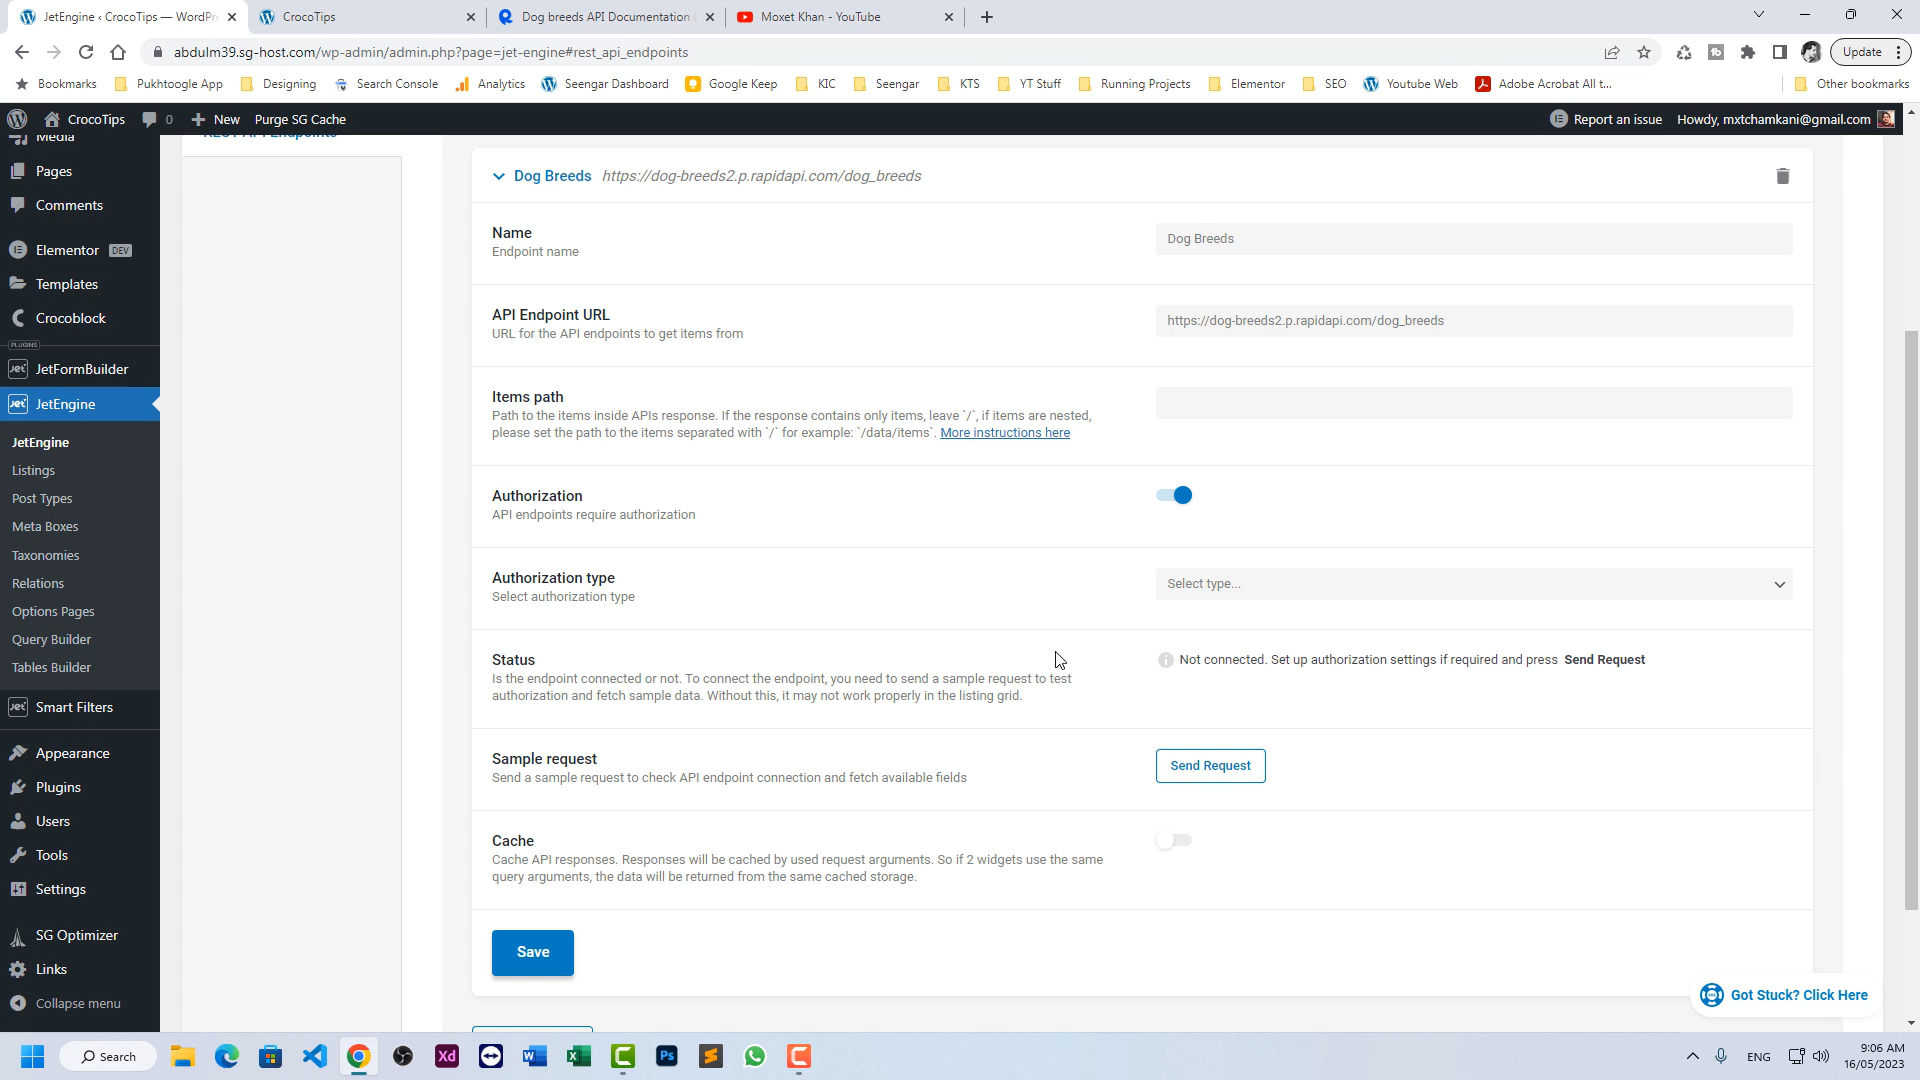 JetEngine ‹ CrocoTips — WordPr
CrocoTips
Dog breeds API Documentation
Moxet Khan - YouTube
abdulm39.sg-host.com/wp-admin/admin.php?page=jet-engine#rest_api_endpoints
Update
Bookmarks
Pukhtoogle App
Designing
Search Console
Analytics
Seengar Dashboard
Google Keep
KIC
Seengar
KTS
YT Stuff
Running Projects
Elementor
SEO
Youtube Web
Adobe Acrobat All t...
Other bookmarks
CrocoTips
0
New
Purge SG Cache
Report an issue
Howdy, mxtchamkani@gmail.com
Media
Pages
Comments
Elementor DEV
Templates
Crocoblock
PLUGINS
JetFormBuilder
JetEngine
JetEngine
Listings
Post Types
Meta Boxes
Taxonomies
Relations
Options Pages
Query Builder
Tables Builder
Smart Filters
Appearance
Plugins
Users
Tools
Settings
SG Optimizer
Links
Collapse menu
REST API Endpoints
Dog Breeds https://dog-breeds2.p.rapidapi.com/dog_breeds
Name
Endpoint name
Dog Breeds
API Endpoint URL
URL for the API endpoints to get items from
https://dog-breeds2.p.rapidapi.com/dog_breeds
Items path
Path to the items inside APIs response. If the response contains only items, leave `/`, if items are nested,
please set the path to the items separated with `/` for example: `/data/items`. More instructions here
Authorization
API endpoints require authorization
Authorization type
Select authorization type
Select type...
Status
Is the endpoint connected or not. To connect the endpoint, you need to send a sample request to test
authorization and fetch sample data. Without this, it may not work properly in the listing grid.
Not connected. Set up authorization settings if required and press Send Request
Sample request
Send a sample request to check API endpoint connection and fetch available fields
Send Request
Cache
Cache API responses. Responses will be cached by used request arguments. So if 2 widgets use the same
query arguments, the data will be returned from the same cached storage.
Save
Got Stuck? Click Here
Search
ENG
9:06 AM
16/05/2023